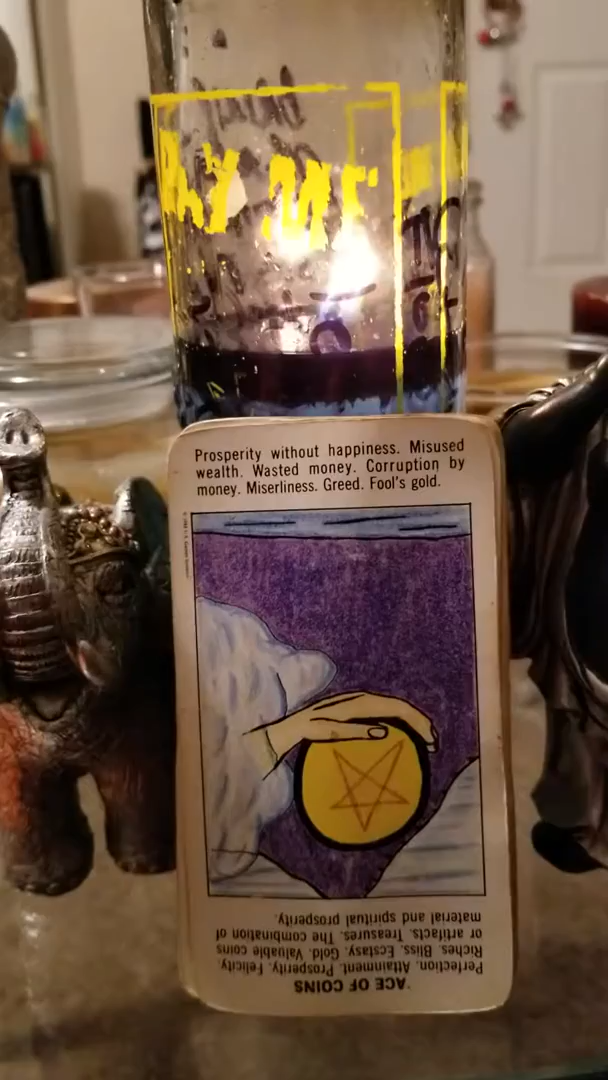 PAY ME
Prosperity without happiness. Misused
wealth. Wasted money. Corruption by
money. Miserliness. Greed. Fool's gold.
ACE OF COINS
Perfection. Attainment. Prosperity. Felicity.
Riches. Bliss. Ecstasy. Gold. Valuable coins
or artifacts. Treasures. The combination of
material and spiritual prosperity.